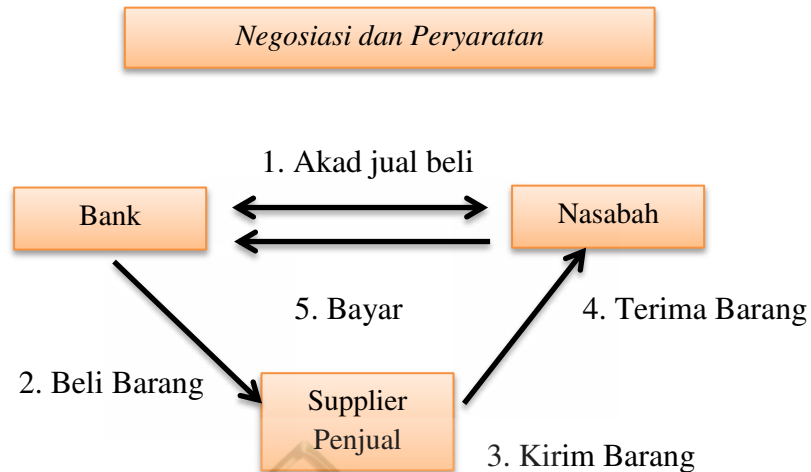 Negosiasi dan Peryaratan
1. Akad jual beli
Bank
Nasabah
5. Bayar
4. Terima Barang
2. Beli Barang
Supplier
Penjual
3. Kirim Barang